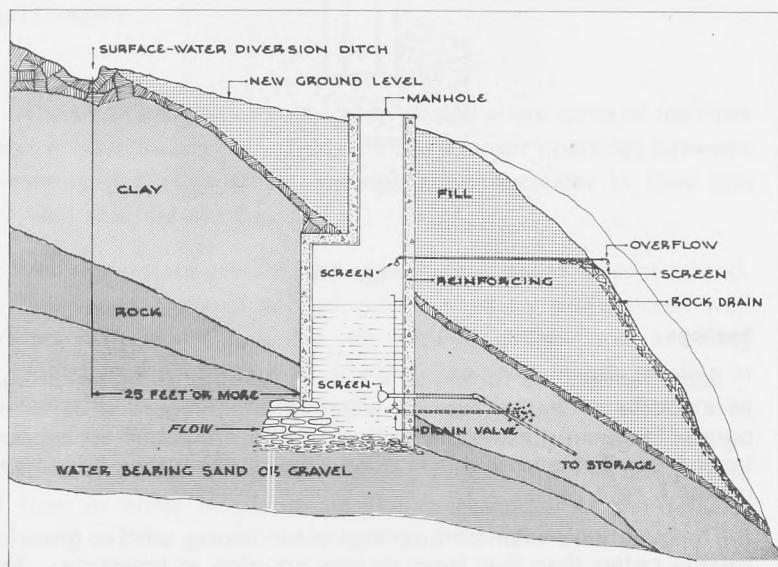 SURFACE-WATER DIVERSION DITCH
NEW GROUND LEVEL
MANHOLE
CLAY
FILL
OVERFLOW
SCREEN
SCREEN
REINFORCING
ROCK DRAIN
ROCK
SCREEN
25 FEET OR MORE
FLOW
DRAIN VALVE
TO STORAGE
WATER BEARING SAND OR GRAVEL